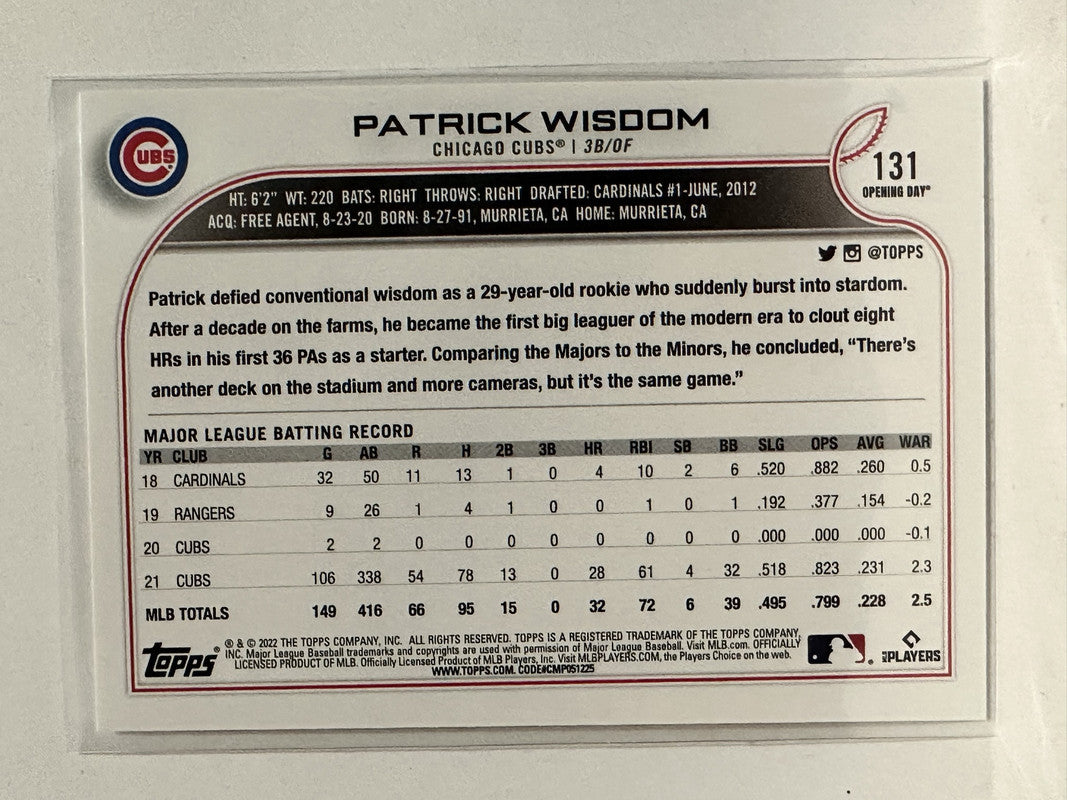 CUBS
PATRICK WISDOM
CHICAGO CUBS® | 3B/OF
131
OPENING DAY®
HT: 6'2" WT: 220 BATS: RIGHT THROWS: RIGHT DRAFTED: CARDINALS #1-JUNE, 2012
ACQ: FREE AGENT, 8-23-20 BORN: 8-27-91, MURRIETA, CA HOME: MURRIETA, CA
@TOPPS
Patrick defied conventional wisdom as a 29-year-old rookie who suddenly burst into stardom.
After a decade on the farms, he became the first big leaguer of the modern era to clout eight
HRs in his first 36 PAs as a starter. Comparing the Majors to the Minors, he concluded, “There’s
another deck on the stadium and more cameras, but it’s the same game.”
MAJOR LEAGUE BATTING RECORD
YR CLUB G AB R H 2B 3B HR RBI SB BB SLG OPS AVG WAR
18 CARDINALS 32 50 11 13 1 0 4 10 2 6 .520 .882 .260 0.5
19 RANGERS 9 26 1 4 1 0 0 1 0 1 .192 .377 .154 -0.2
20 CUBS 2 2 0 0 0 0 0 0 0 0 .000 .000 .000 -0.1
21 CUBS 106 338 54 78 13 0 28 61 4 32 .518 .823 .231 2.3
MLB TOTALS 149 416 66 95 15 0 32 72 6 39 .495 .799 .228 2.5
topps®
® & © 2022 THE TOPPS COMPANY, INC. ALL RIGHTS RESERVED. TOPPS IS A REGISTERED TRADEMARK OF THE TOPPS COMPANY,
INC. Major League Baseball trademarks and copyrights are used with permission of Major League Baseball. Visit MLB.com. OFFICIALLY
LICENSED PRODUCT OF MLB. Officially Licensed Product of MLB Players, Inc. Visit MLBPLAYERS.COM, the Players Choice on the web.
WWW.TOPPS.COM. CODE#CMP051225
MLB PLAYERS